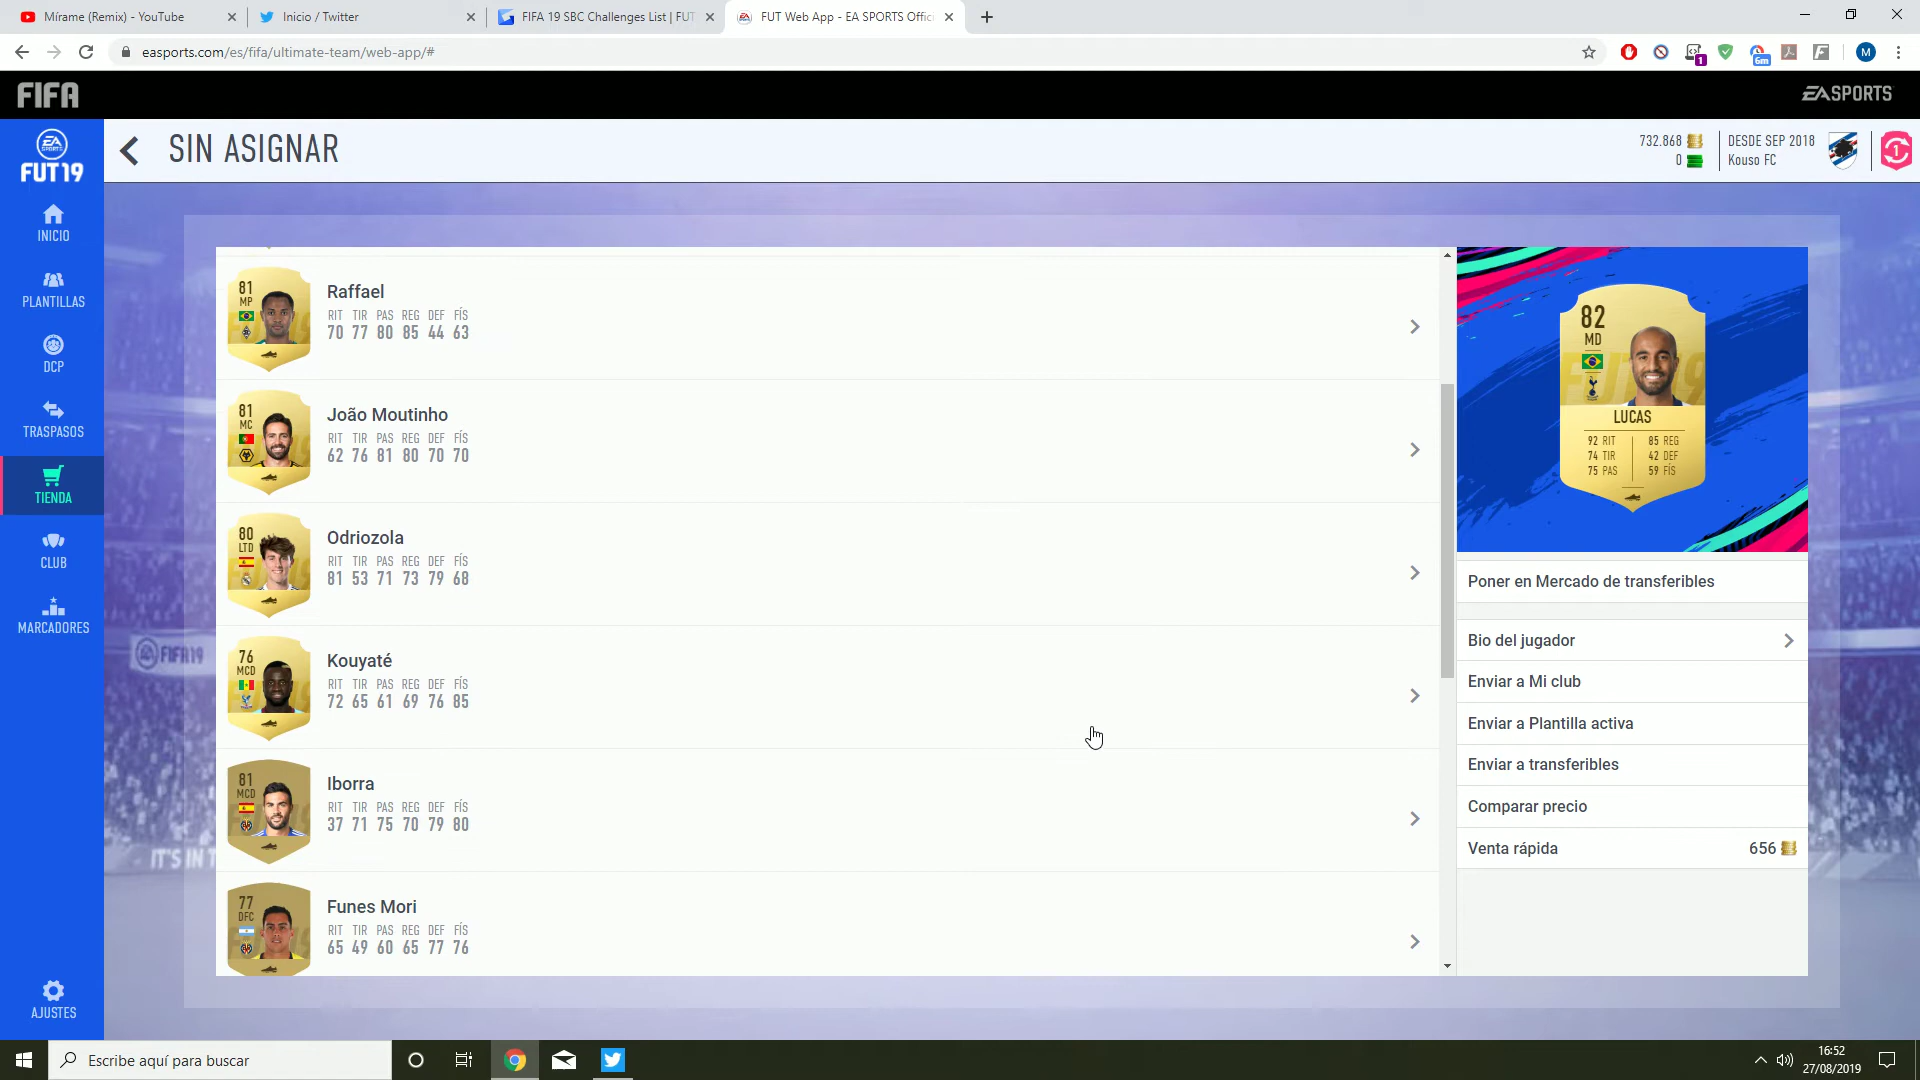 Mírame (Remix) - YouTube
Inicio / Twitter
FIFA 19 SBC Challenges List | FUT
FUT Web App - EA SPORTS Offici
easports.com/es/fifa/ultimate-team/web-app/#
1
6m
M
FIFA
EA SPORTS
EA SPORTS
FUT19
SIN ASIGNAR
732.868
0
DESDE SEP 2018
Kouso FC
1
INICIO
PLANTILLAS
DCP
TRASPASOS
TIENDA
CLUB
MARCADORES
AJUSTES
81
MP
Raffael
RIT TIR PAS REG DEF FÍS
70 77 80 85 44 63
81
MC
João Moutinho
RIT TIR PAS REG DEF FÍS
62 76 81 80 70 70
80
LTD
Odriozola
RIT TIR PAS REG DEF FÍS
81 53 71 73 79 68
76
MCD
Kouyaté
RIT TIR PAS REG DEF FÍS
72 65 61 69 76 85
81
MCD
Iborra
RIT TIR PAS REG DEF FÍS
37 71 75 70 79 80
77
DFC
Funes Mori
RIT TIR PAS REG DEF FÍS
65 49 60 65 77 76
82
MD
LUCAS
92 RIT 85 REG
74 TIR 42 DEF
75 PAS 59 FÍS
Poner en Mercado de transferibles
Bio del jugador
Enviar a Mi club
Enviar a Plantilla activa
Enviar a transferibles
Comparar precio
Venta rápida 656
FIFA19
IT'S IN T
Escribe aquí para buscar
16:52
27/08/2019